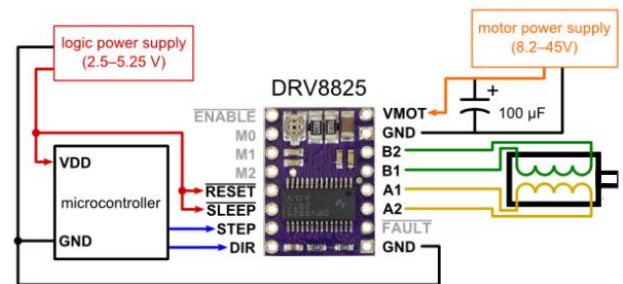 logic power supply
(2.5–5.25 V)
motor power supply
(8.2–45V)
DRV8825
+
100 µF
ENABLE
M0
M1
M2
RESET
SLEEP
STEP
DIR
VMOT
GND
B2
B1
A1
A2
FAULT
GND
VDD
microcontroller
GND
DRV8825